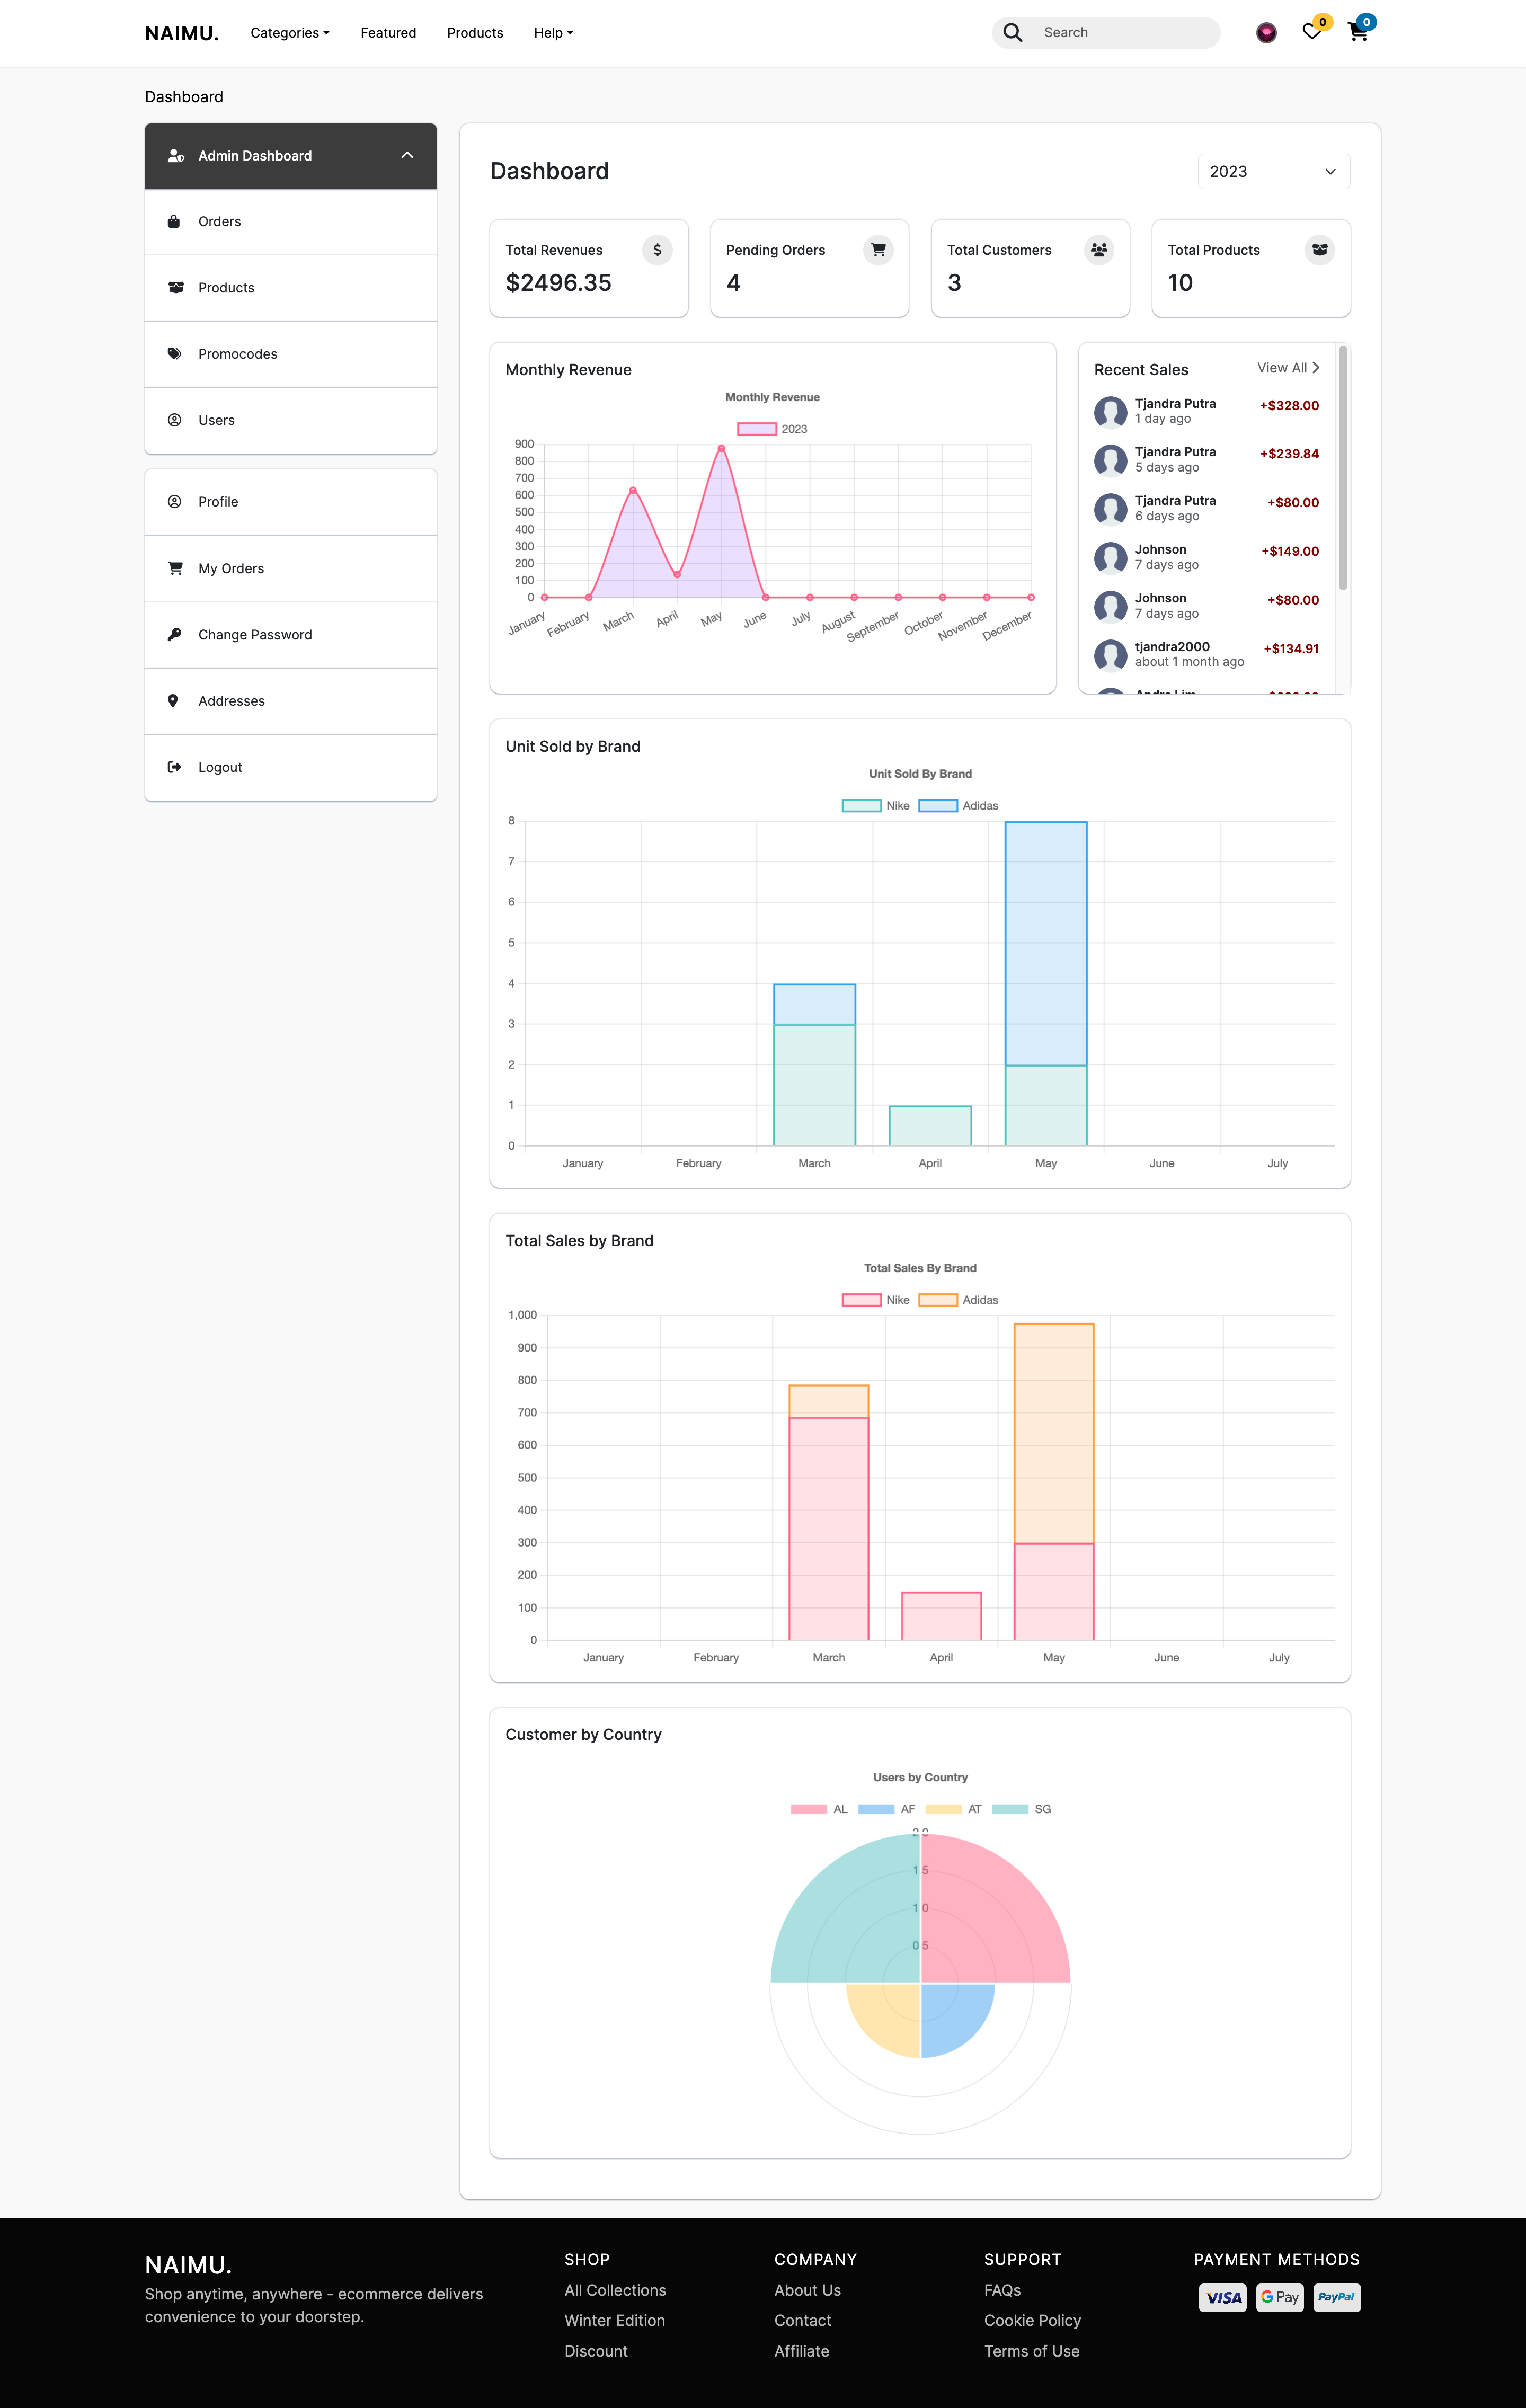 NAIMU.
Categories
Featured
Products
Help
Search
0
0
Dashboard
Admin Dashboard
Orders
Products
Promocodes
Users
Profile
My Orders
Change Password
Addresses
Logout
Dashboard
2023
Total Revenues
$
$2496.35
Pending Orders
4
Total Customers
3
Total Products
10
Monthly Revenue
Monthly Revenue
2023
900
800
700
600
500
400
300
200
100
0
January
February
March
April
May
June
July
August
September
October
November
December
Recent Sales
View All
Tjandra Putra
1 day ago
+$328.00
Tjandra Putra
5 days ago
+$239.84
Tjandra Putra
6 days ago
+$80.00
Johnson
7 days ago
+$149.00
Johnson
7 days ago
+$80.00
tjandra2000
about 1 month ago
+$134.91
Unit Sold by Brand
Unit Sold By Brand
Nike
Adidas
8
7
6
5
4
3
2
1
0
January
February
March
April
May
June
July
Total Sales by Brand
Total Sales By Brand
Nike
Adidas
1,000
900
800
700
600
500
400
300
200
100
0
January
February
March
April
May
June
July
Customer by Country
Users by Country
AL
AF
AT
SG
2.0
1.5
1.0
0.5
NAIMU.
Shop anytime, anywhere - ecommerce delivers
convenience to your doorstep.
SHOP
All Collections
Winter Edition
Discount
COMPANY
About Us
Contact
Affiliate
SUPPORT
FAQs
Cookie Policy
Terms of Use
PAYMENT METHODS
VISA
G Pay
PayPal